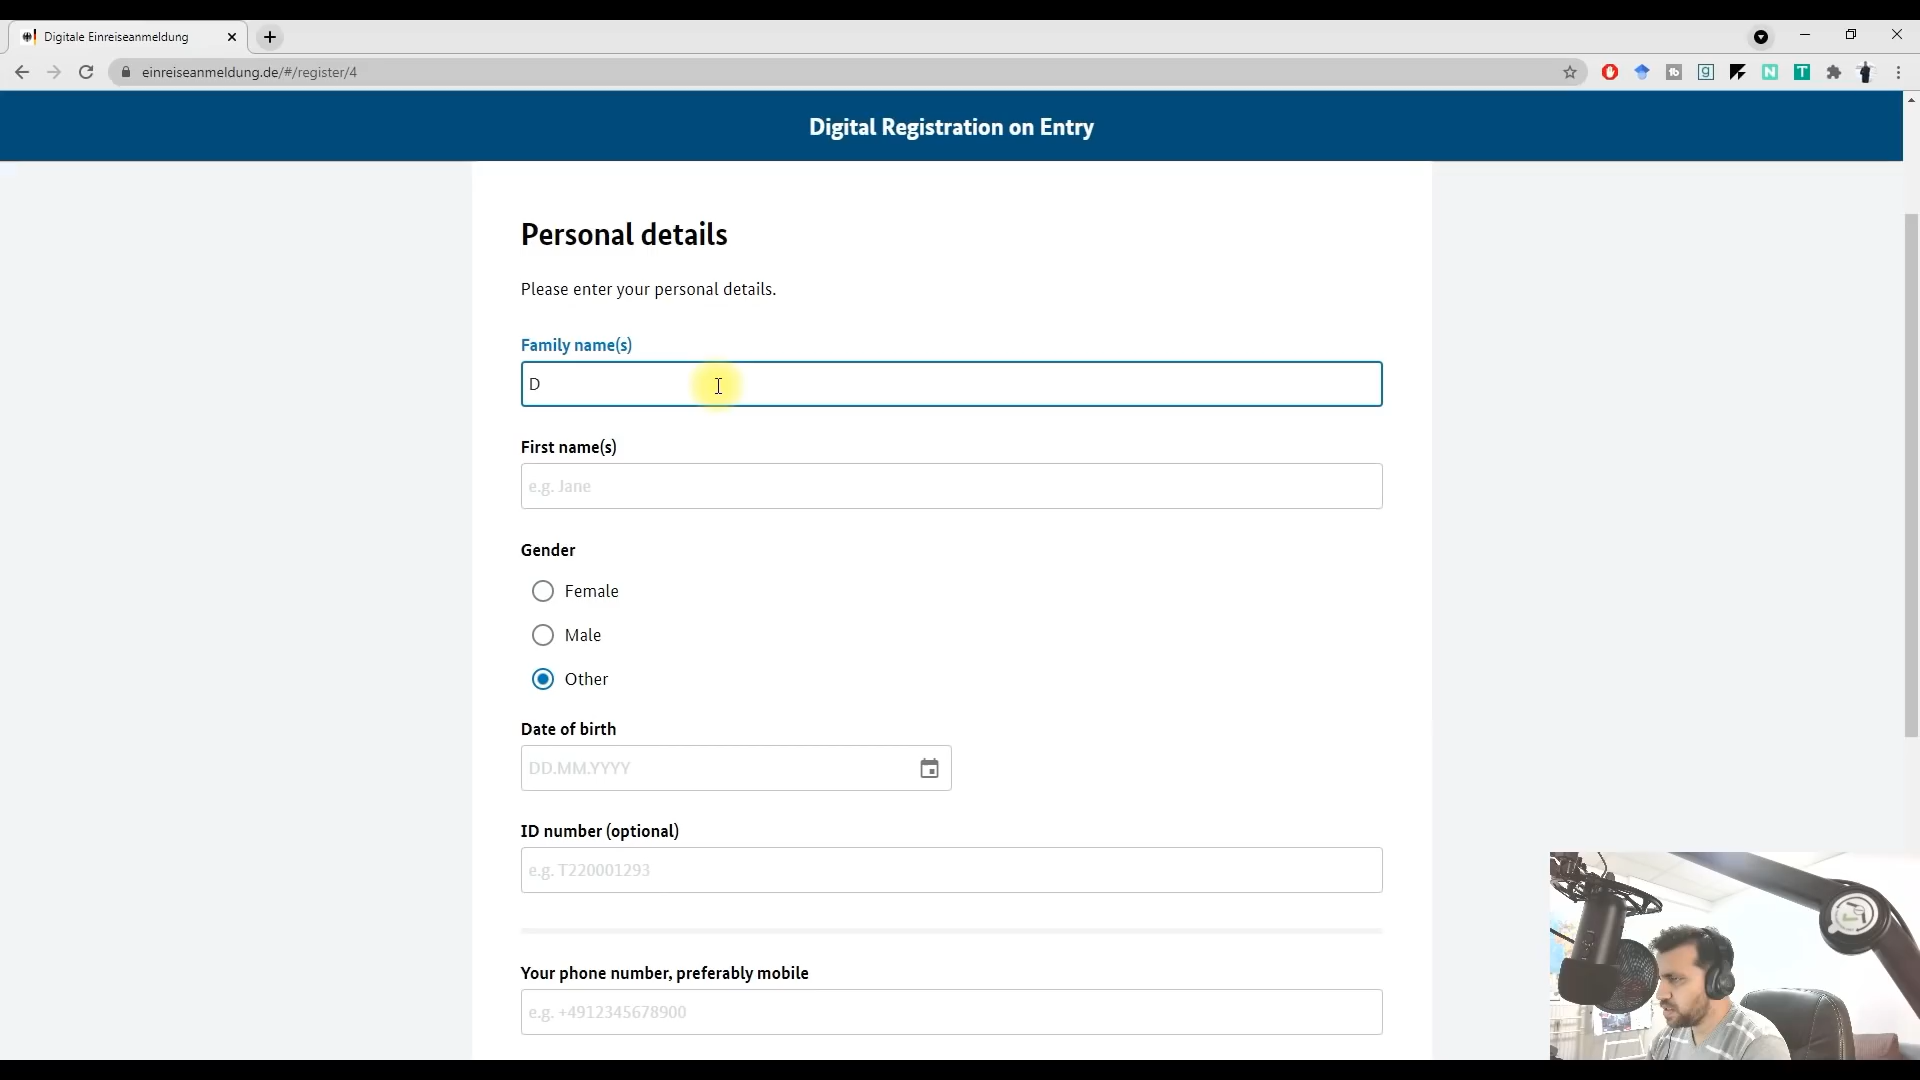 Digitale Einreiseanmeldung
einreiseanmeldung.de/#/register/4
Digital Registration on Entry
Personal details
Please enter your personal details.
Family name(s)
D
First name(s)
e.g. Jane
Gender
Female
Male
Other
Date of birth
DD.MM.YYYY
ID number (optional)
e.g. T220001293
Your phone number, preferably mobile
e.g. +4912345678900